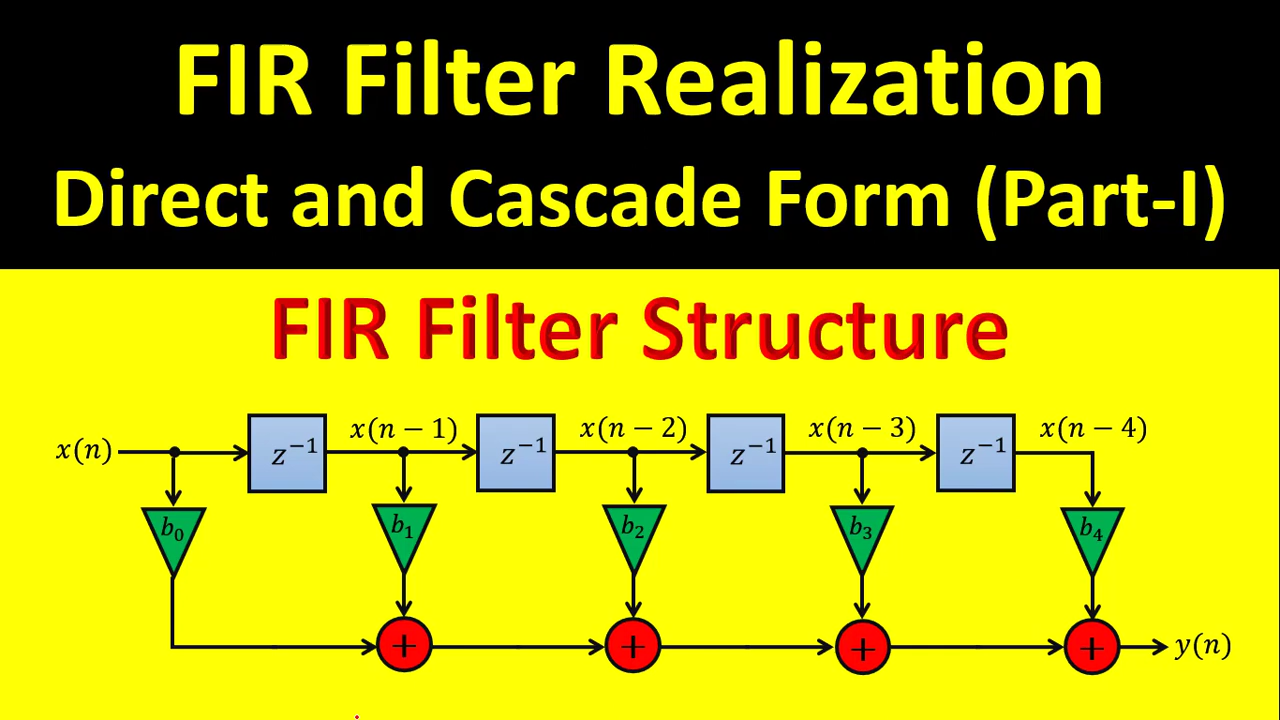 FIR Filter Realization
Direct and Cascade Form (Part-I)
FIR Filter Structure
x(n) z⁻¹ x(n − 1) z⁻¹ x(n − 2) z⁻¹ x(n − 3) z⁻¹ x(n − 4)
b₀ b₁ b₂ b₃ b₄
+ + + + y(n)